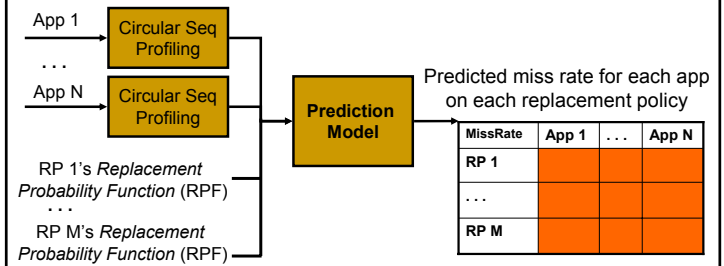 App 1
Circular Seq
Profiling
. . .
App N
Circular Seq
Profiling
RP 1's Replacement
Probability Function (RPF)
. . .
RP M's Replacement
Probability Function (RPF)
Prediction
Model
Predicted miss rate for each app
on each replacement policy
MissRate App 1 . . . App N
RP 1
. . .
RP M